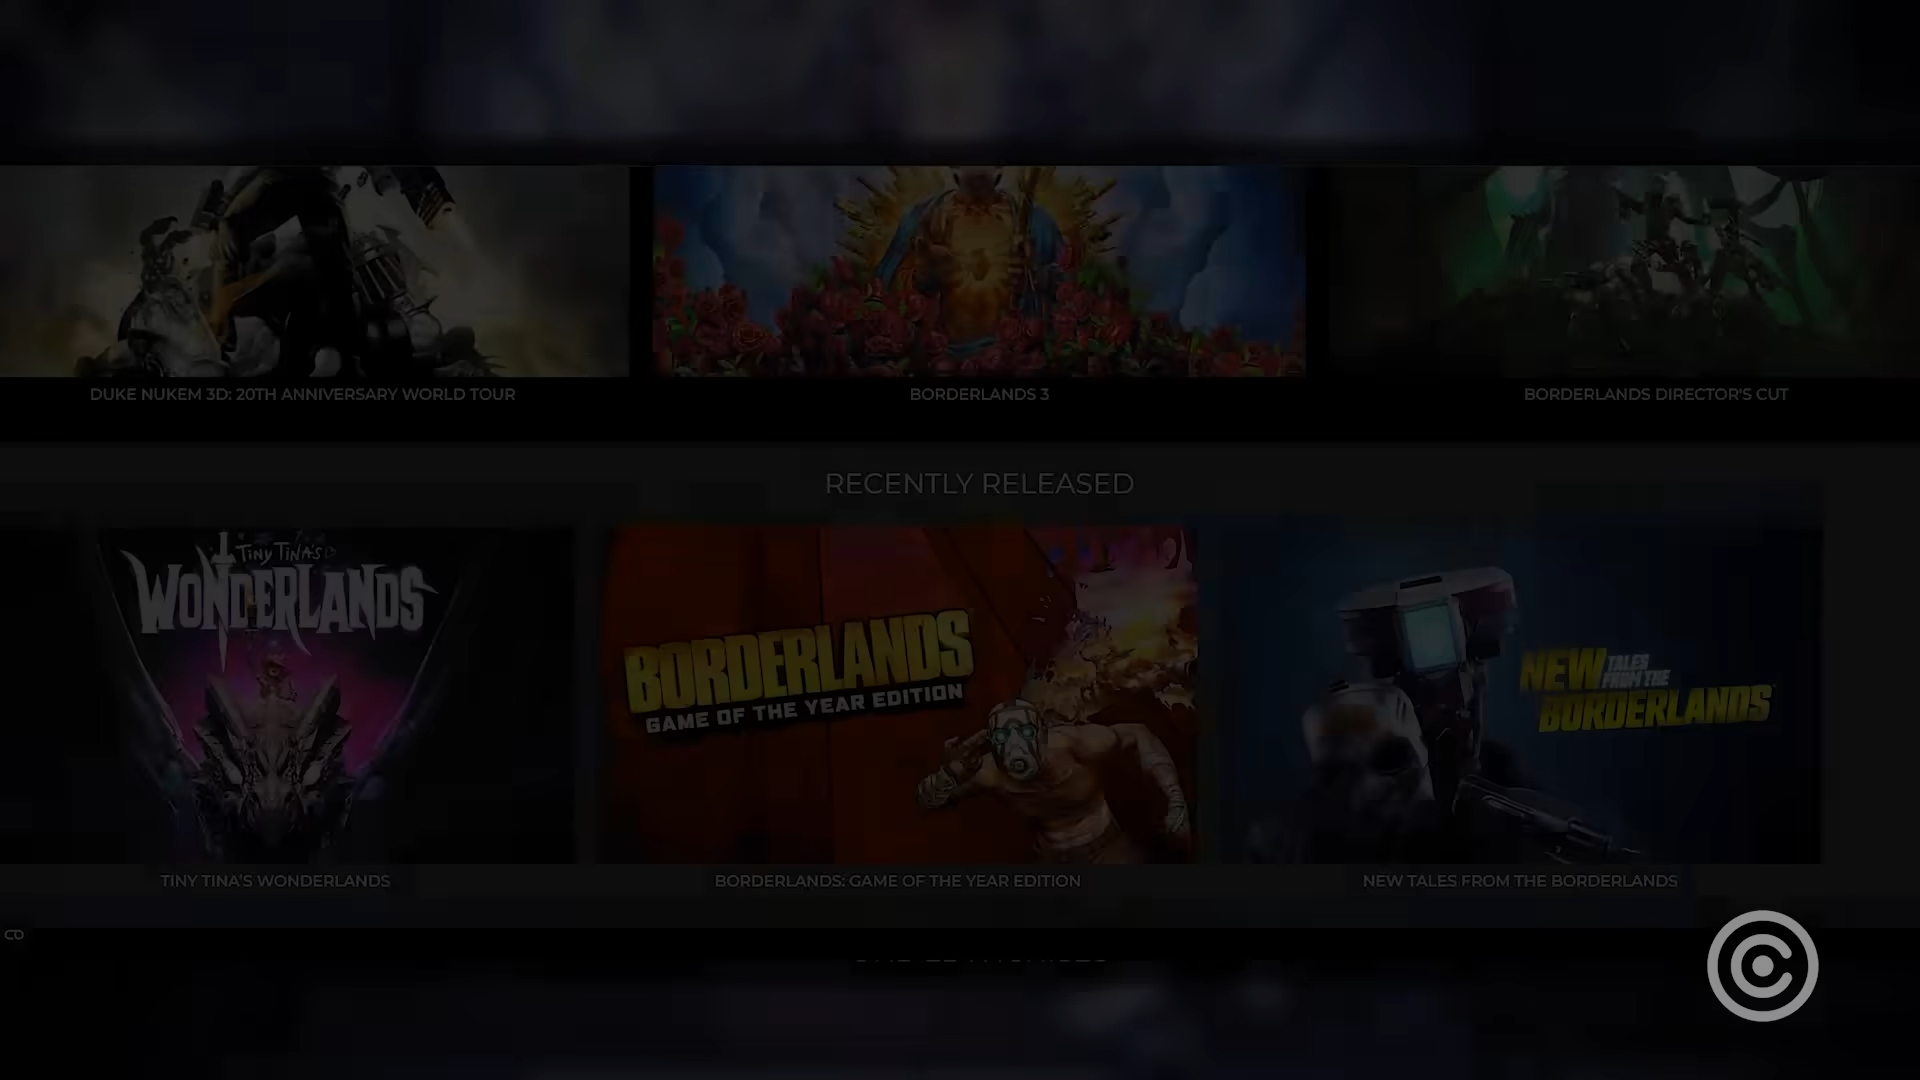 DUKE NUKEM 3D: 20TH ANNIVERSARY WORLD TOUR
BORDERLANDS 3
BORDERLANDS DIRECTOR'S CUT
RECENTLY RELEASED
TINY TINA'S
WONDERLANDS
BORDERLANDS
GAME OF THE YEAR EDITION
NEW TALES
FROM THE
BORDERLANDS
TINY TINA'S WONDERLANDS
BORDERLANDS: GAME OF THE YEAR EDITION
NEW TALES FROM THE BORDERLANDS